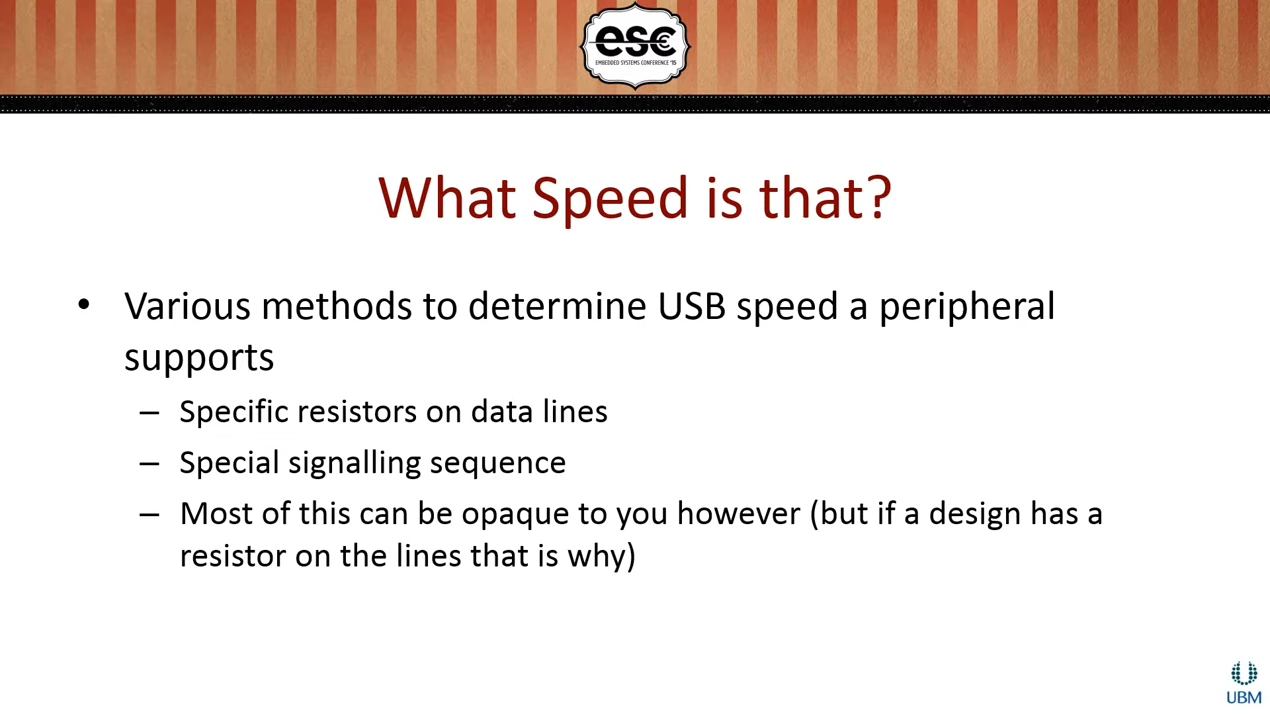 esc
EMBEDDED SYSTEMS CONFERENCE '15
What Speed is that?
• Various methods to determine USB speed a peripheral
supports
– Specific resistors on data lines
– Special signalling sequence
– Most of this can be opaque to you however (but if a design has a
resistor on the lines that is why)
UBM